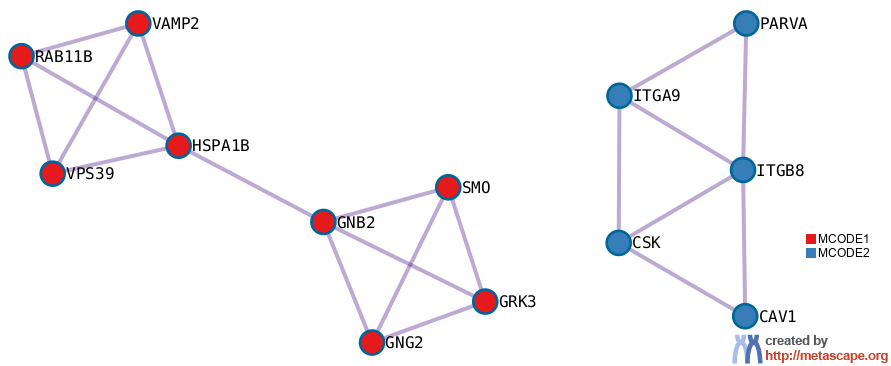 VAMP2
RAB11B
HSPA1B
VPS39
SMO
GNB2
GRK3
GNG2
PARVA
ITGA9
ITGB8
CSK
CAV1
MCODE1
MCODE2
created by
http://metascape.org